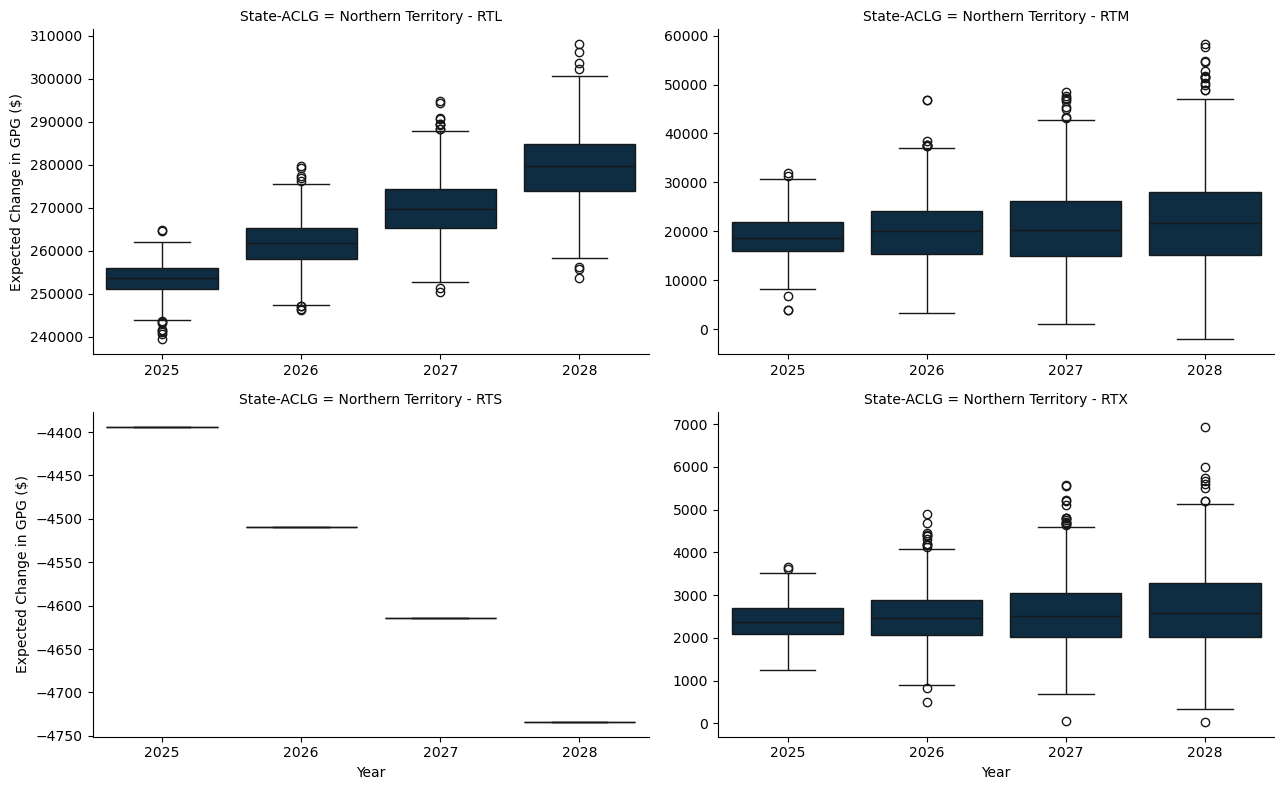 State-ACLG = Northern Territory - RTL
Expected Change in GPG ($)
310000
300000
290000
280000
270000
260000
250000
240000
2025 2026 2027 2028
State-ACLG = Northern Territory - RTM
60000
50000
40000
30000
20000
10000
0
2025 2026 2027 2028
State-ACLG = Northern Territory - RTS
Expected Change in GPG ($)
−4400
−4450
−4500
−4550
−4600
−4650
−4700
−4750
2025 2026 2027 2028
Year
State-ACLG = Northern Territory - RTX
7000
6000
5000
4000
3000
2000
1000
0
2025 2026 2027 2028
Year